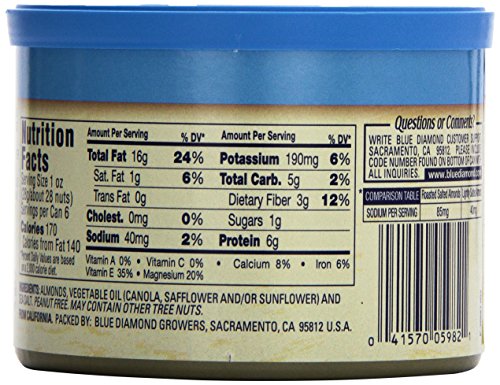 Nutrition
Facts
Serving Size 1 oz
(about 28 nuts)
Servings per Can 6
Calories 170
Calories from Fat 140
*Percent Daily Values are based on
a 2,000 calorie diet.
Amount Per Serving % DV*
Total Fat 16g 24%
Sat. Fat 1g 6%
Trans Fat 0g
Cholest. 0mg 0%
Sodium 40mg 2%
Amount Per Serving % DV*
Potassium 190mg 6%
Total Carb. 5g 2%
Dietary Fiber 3g 12%
Sugars 1g
Protein 6g
Vitamin A 0% • Vitamin C 0% • Calcium 8% • Iron 6%
Vitamin E 35% • Magnesium 20%
INGREDIENTS: ALMONDS, VEGETABLE OIL (CANOLA, SAFFLOWER AND/OR SUNFLOWER) AND
SEA SALT. PEANUT FREE. MAY CONTAIN OTHER TREE NUTS.
FROM CALIFORNIA. PACKED BY: BLUE DIAMOND GROWERS, SACRAMENTO, CA 95812 U.S.A.
Questions or Comments?
WRITE BLUE DIAMOND CUSTOMER
SACRAMENTO, CA 95812
CODE NUMBER FOUND ON BOTTOM OF CAN
ALL INQUIRIES. www.bluediamond.
* COMPARISON TABLE Roasted Salted Almonds Lightly
SODIUM PER SERVING 85mg
0 41570 05982 1